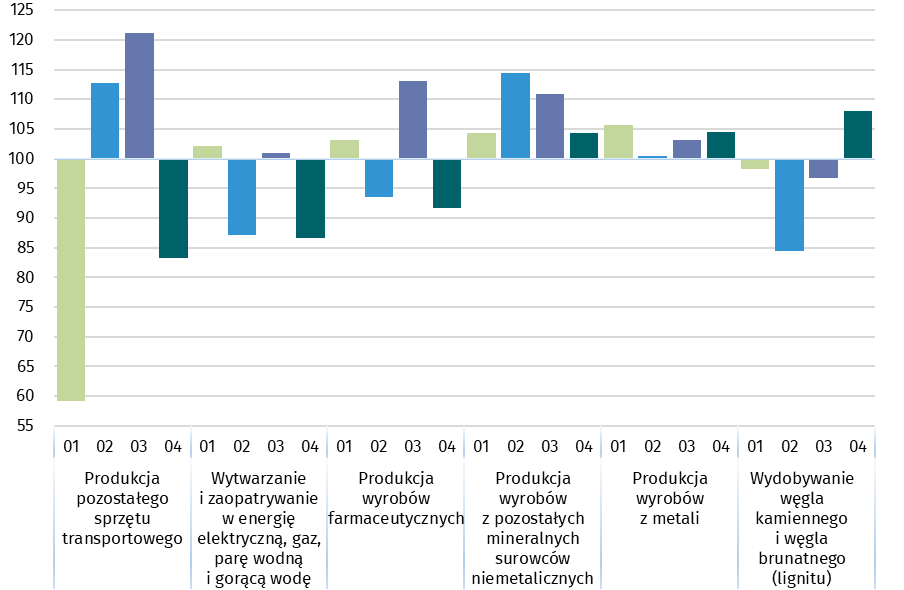 125
120
115
110
105
100
95
90
85
80
75
70
65
60
55
01 02 03 04 01 02 03 04 01 02 03 04 01 02 03 04 01 02 03 04 01 02 03 04
Produkcja
pozostałego
sprzętu
transportowego
Wytwarzanie
i zaopatrywanie
w energię
elektryczną, gaz,
parę wodną
i gorącą wodę
Produkcja
wyrobów
farmaceutycznych
Produkcja
wyrobów
z pozostałych
mineralnych
surowców
niemetalicznych
Produkcja
wyrobów
z metali
Wydobywanie
węgla
kamiennego
i węgla
brunatnego
(lignitu)